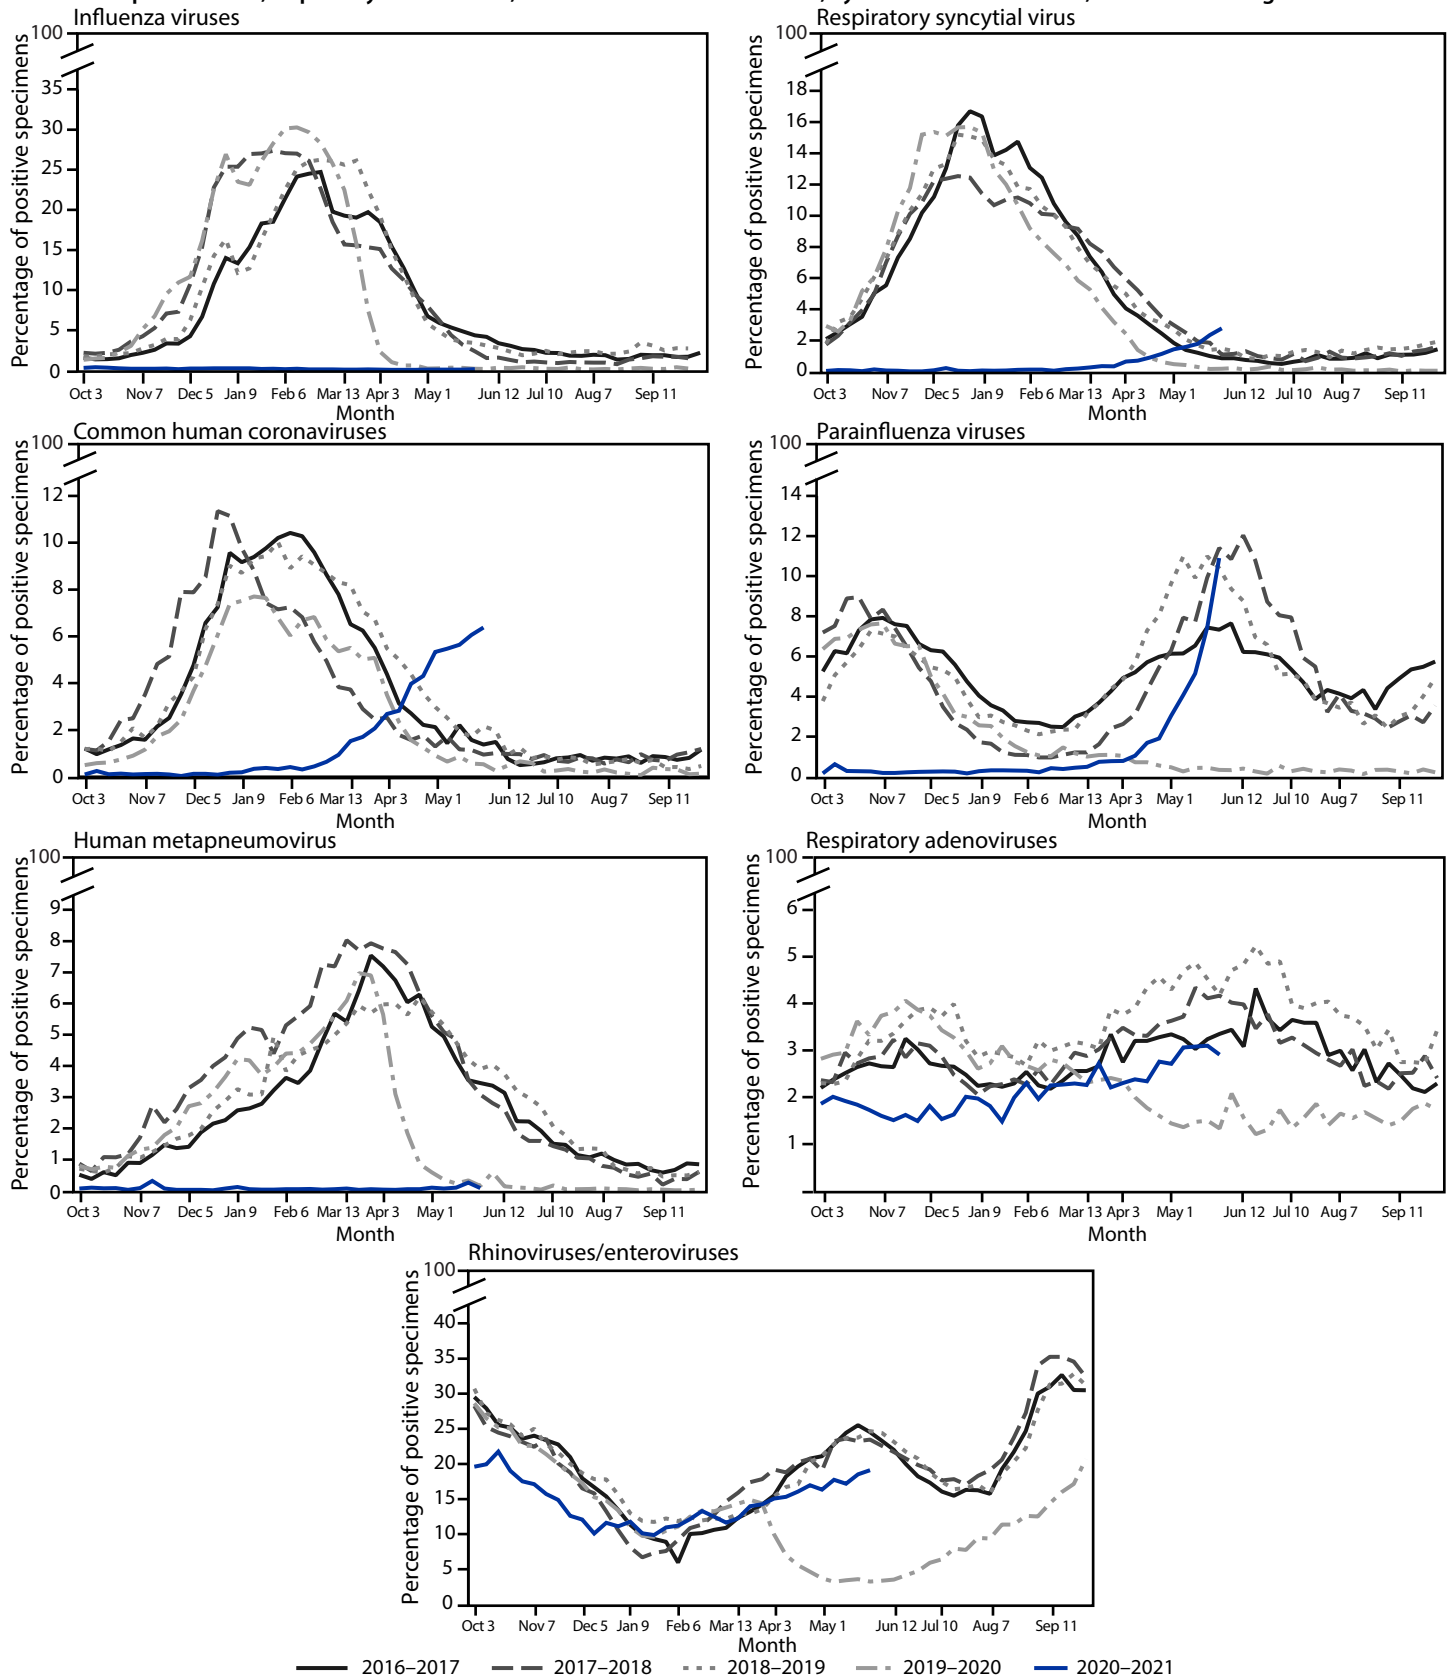 Influenza viruses
Percentage of positive specimens
100
35
30
25
20
15
10
5
0
Oct 3 Nov 7 Dec 5 Jan 9 Feb 6 Mar 13 Apr 3 May 1 Jun 12 Jul 10 Aug 7 Sep 11
Month
Respiratory syncytial virus
Percentage of positive specimens
100
18
16
14
12
10
8
6
4
2
0
Oct 3 Nov 7 Dec 5 Jan 9 Feb 6 Mar 13 Apr 3 May 1 Jun 12 Jul 10 Aug 7 Sep 11
Month
Common human coronaviruses
Percentage of positive specimens
100
12
10
8
6
4
2
0
Oct 3 Nov 7 Dec 5 Jan 9 Feb 6 Mar 13 Apr 3 May 1 Jun 12 Jul 10 Aug 7 Sep 11
Month
Parainfluenza viruses
Percentage of positive specimens
100
14
12
10
8
6
4
2
0
Oct 3 Nov 7 Dec 5 Jan 9 Feb 6 Mar 13 Apr 3 May 1 Jun 12 Jul 10 Aug 7 Sep 11
Month
Human metapneumovirus
Percentage of positive specimens
100
9
8
7
6
5
4
3
2
1
0
Oct 3 Nov 7 Dec 5 Jan 9 Feb 6 Mar 13 Apr 3 May 1 Jun 12 Jul 10 Aug 7 Sep 11
Month
Respiratory adenoviruses
Percentage of positive specimens
100
6
5
4
3
2
1
Oct 3 Nov 7 Dec 5 Jan 9 Feb 6 Mar 13 Apr 3 May 1 Jun 12 Jul 10 Aug 7 Sep 11
Month
Rhinoviruses/enteroviruses
Percentage of positive specimens
100
40
35
30
25
20
15
10
5
0
Oct 3 Nov 7 Dec 5 Jan 9 Feb 6 Mar 13 Apr 3 May 1 Jun 12 Jul 10 Aug 7 Sep 11
Month
2016–2017 2017–2018 2018–2019 2019–2020 2020–2021